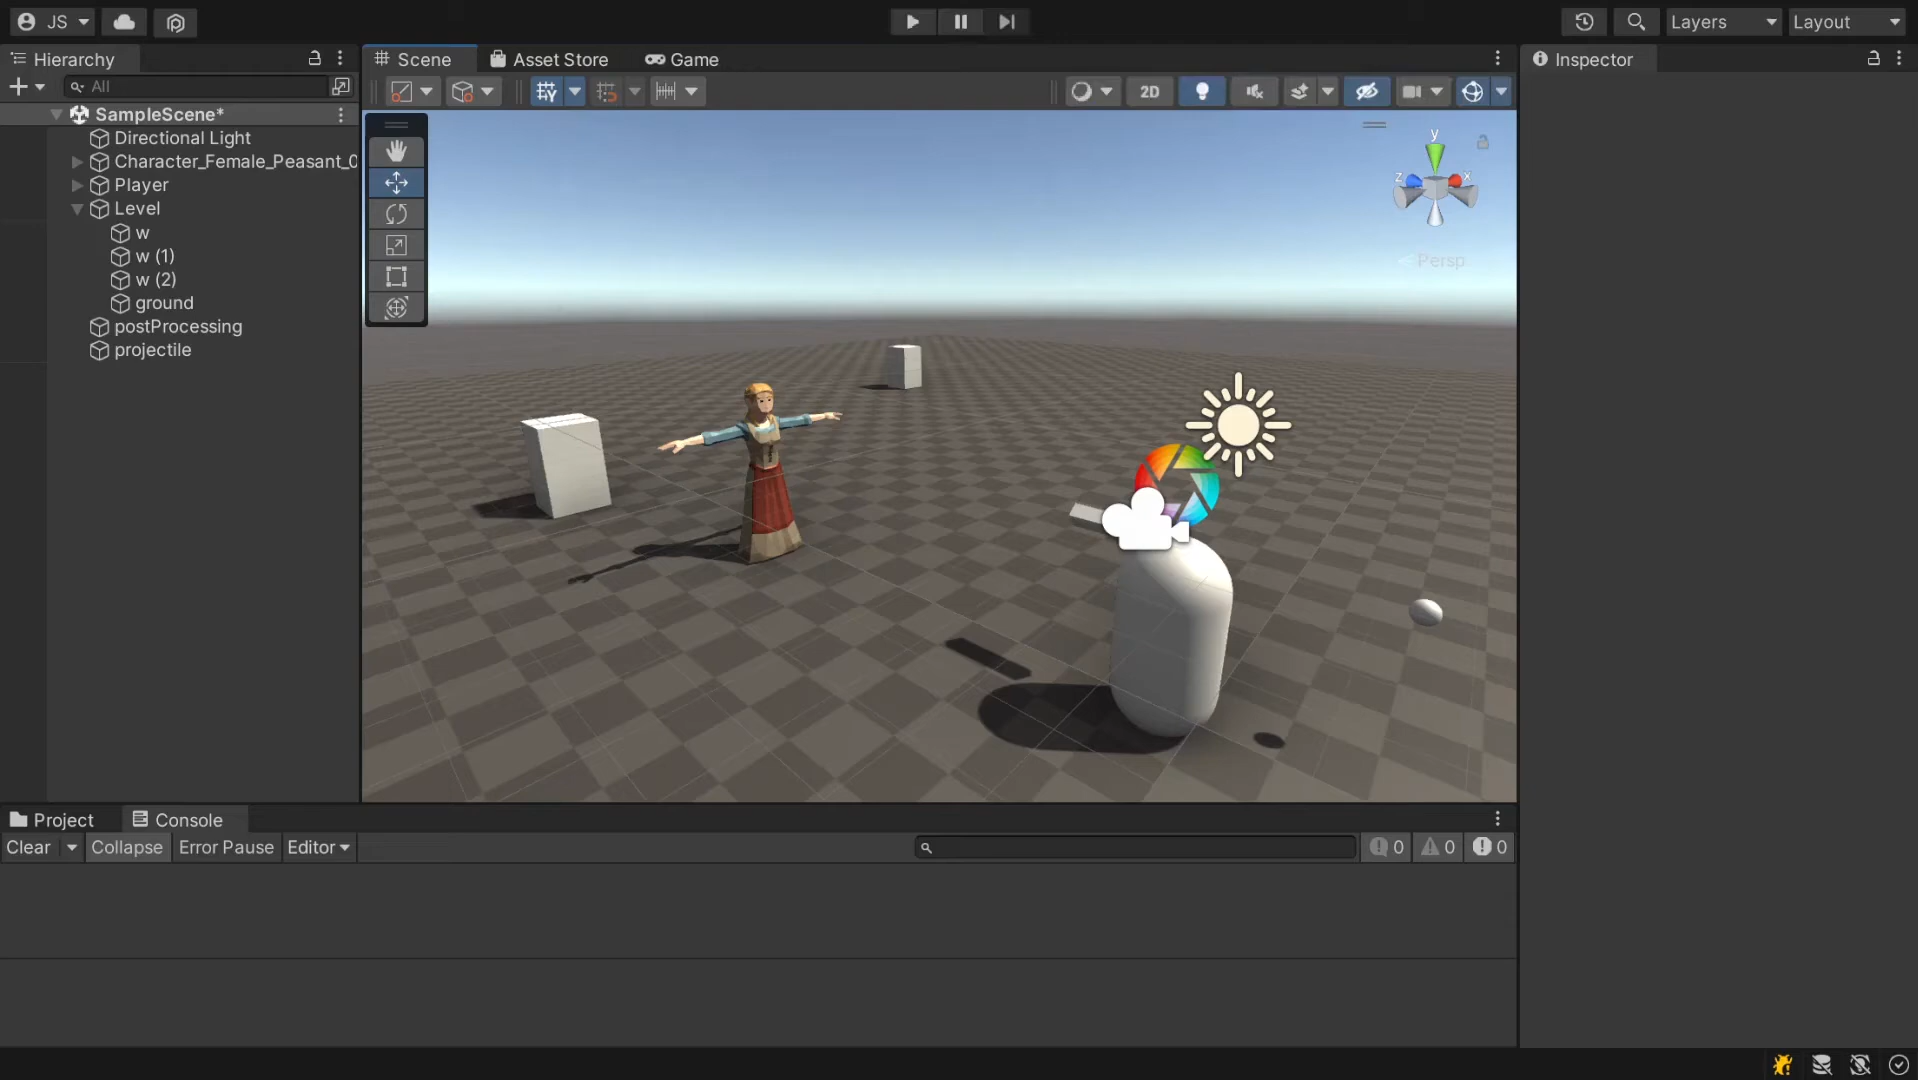 JS
Layers
Layout
Hierarchy
Scene
Asset Store
Game
Inspector
All
2D
SampleScene*
Directional Light
Character_Female_Peasant_0
Player
Level
w
w (1)
w (2)
ground
postProcessing
projectile
y
z
x
Persp
Project
Console
Clear
Collapse
Error Pause
Editor
0
0
0